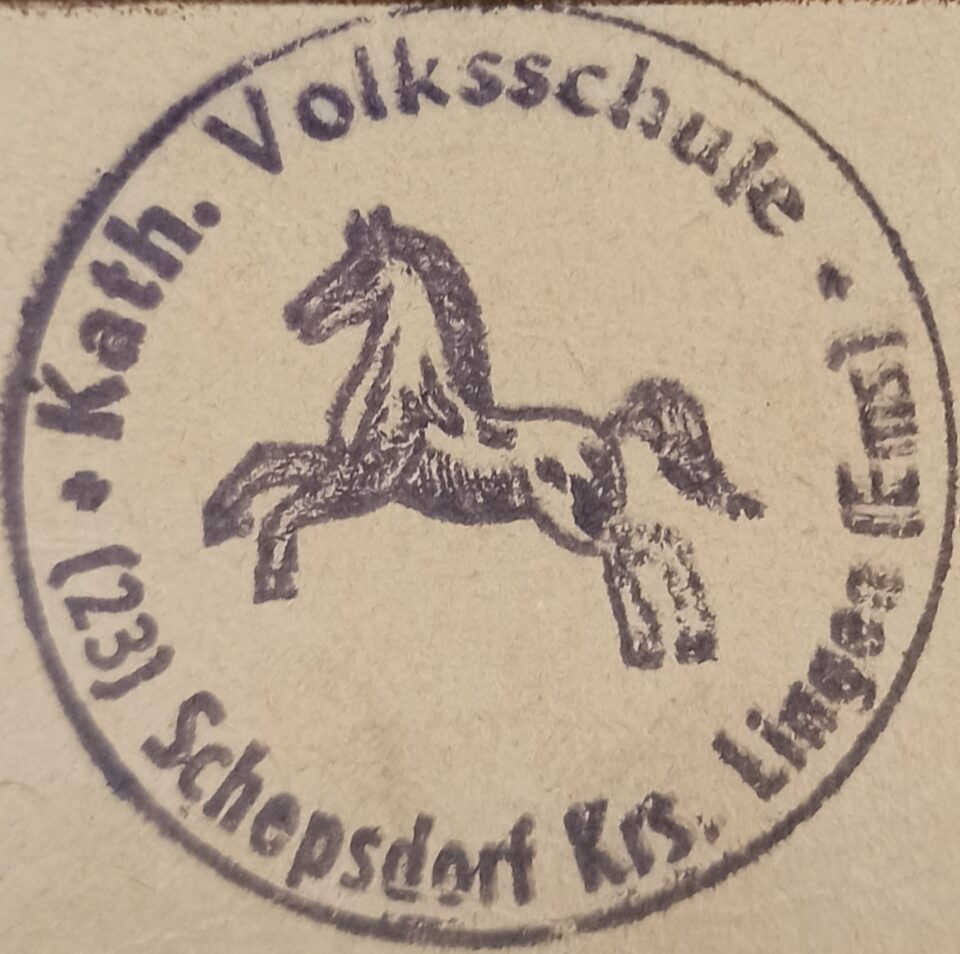 Kath. Volksschule
(23) Schepsdorf Krs. Lingen (Ems)